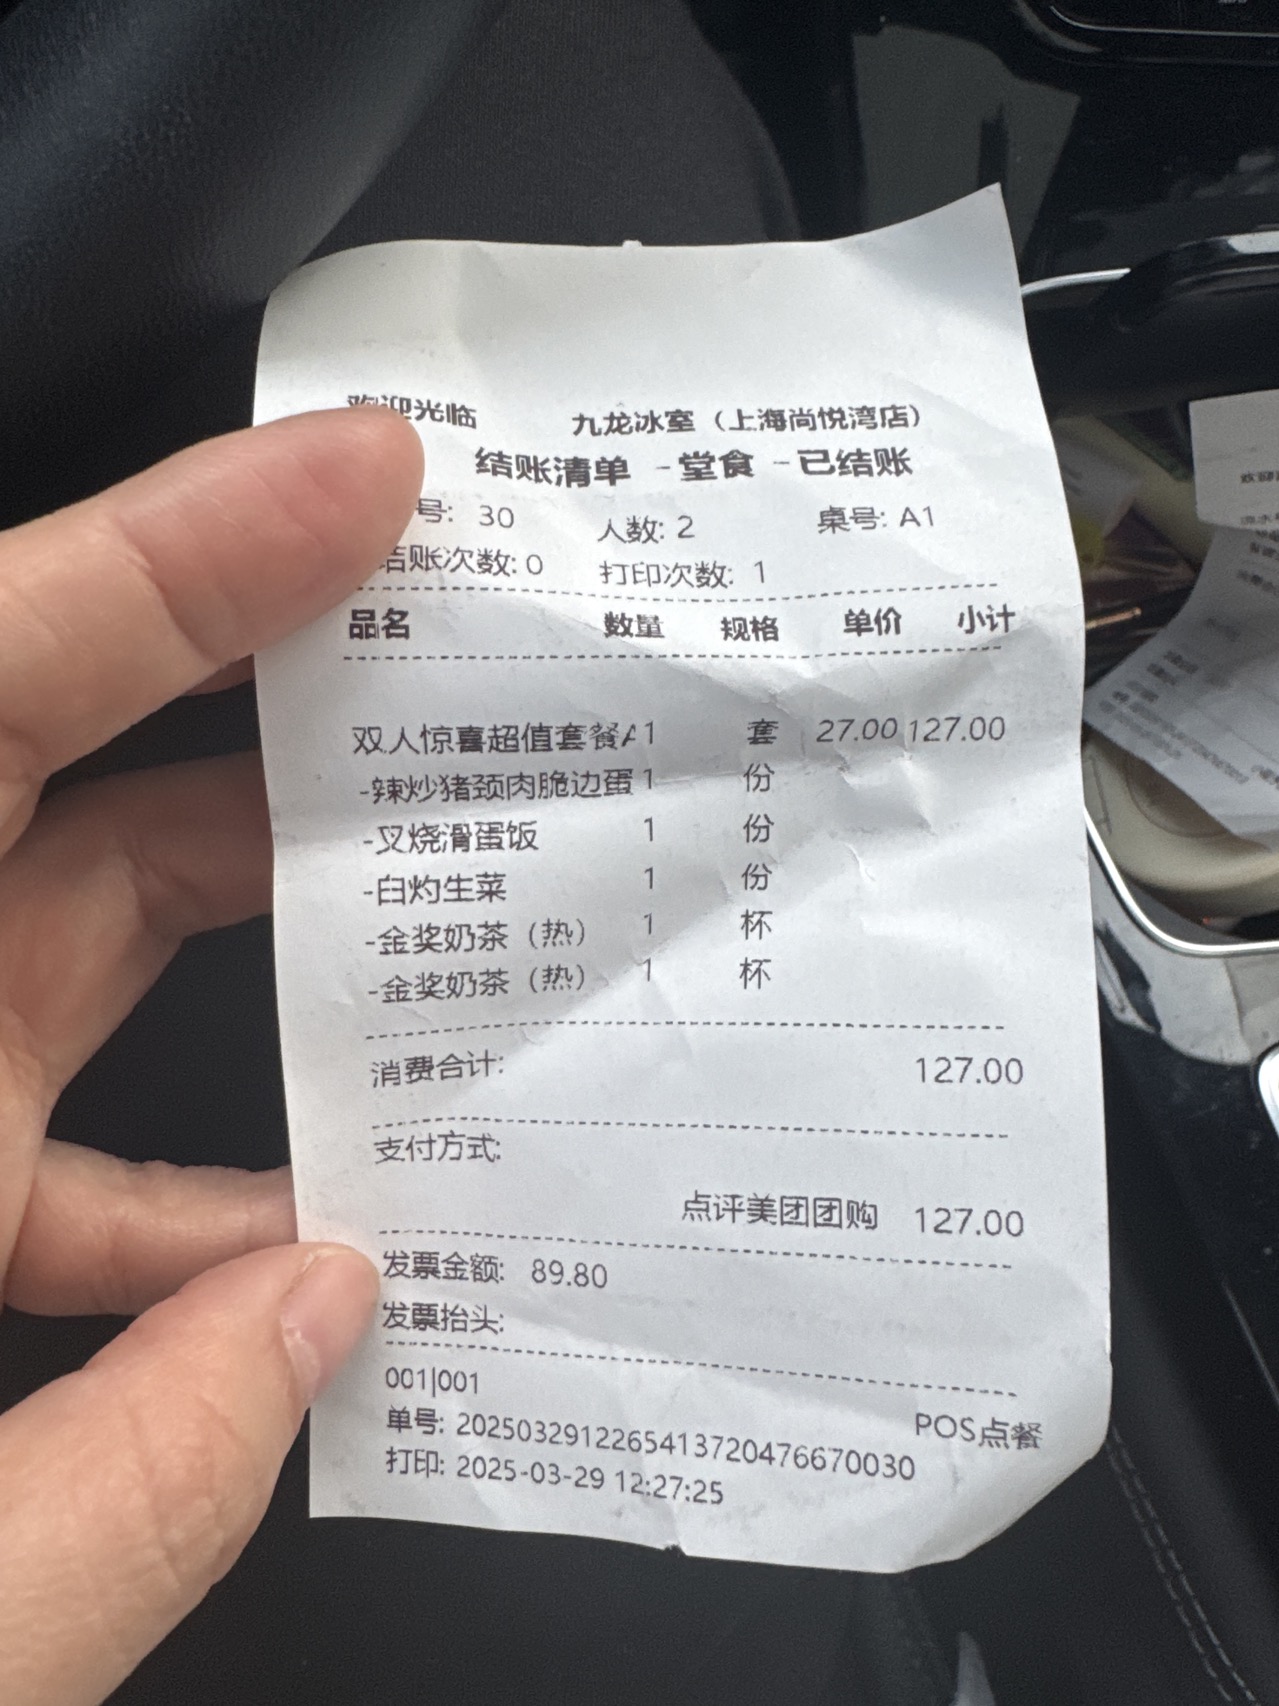 欢迎光临 九龙冰室（上海尚悦湾店）
结账清单 -堂食 -已结账
号: 30 人数: 2 桌号: A1
结账次数: 0 打印次数: 1
品名 数量 规格 单价 小计
双人惊喜超值套餐A 1 套 27.00 127.00
-辣炒猪颈肉脆边蛋 1 份
-叉烧滑蛋饭 1 份
-白灼生菜 1 份
-金奖奶茶（热） 1 杯
-金奖奶茶（热） 1 杯
消费合计: 127.00
支付方式:
点评美团团购 127.00
发票金额: 89.80
发票抬头:
001|001
POS点餐
单号: 2025032912265413720476670030
打印: 2025-03-29 12:27:25